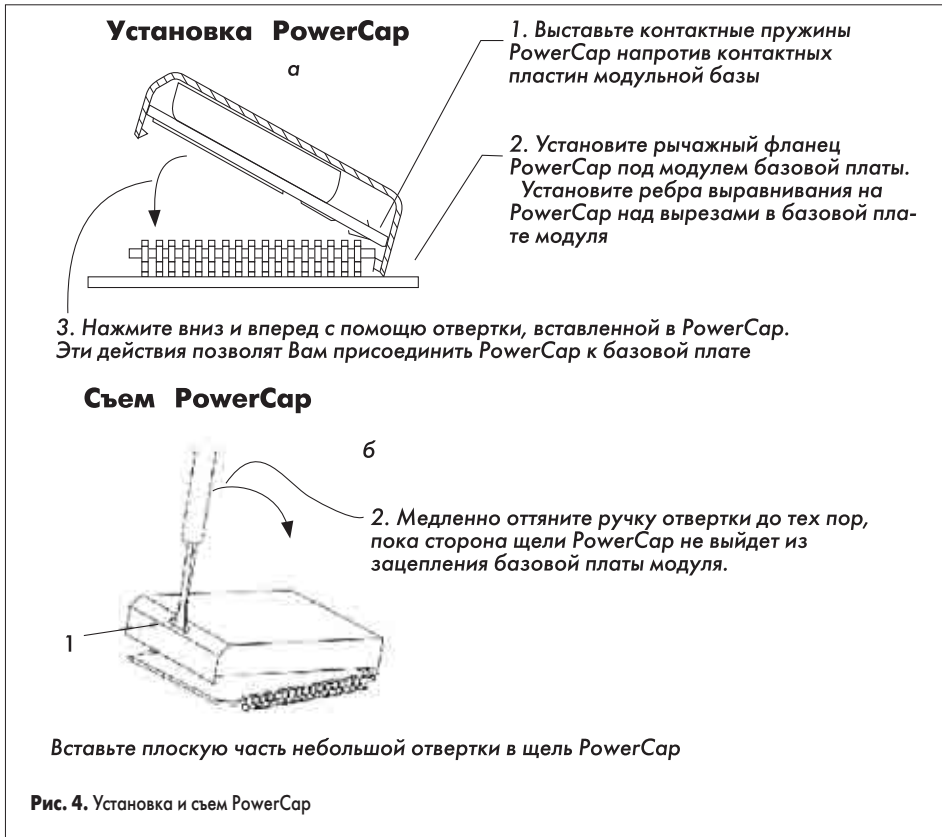 Установка PowerCap
а
1. Выставьте контактные пружины
PowerCap напротив контактных
пластин модульной базы
2. Установите рычажный фланец
PowerCap под модулем базовой платы.
Установите ребра выравнивания на
PowerCap над вырезами в базовой пла-
те модуля
3. Нажмите вниз и вперед с помощю отвертки, вставленной в PowerCap.
Эти действия позволят Вам присоединить PowerCap к базовой плате
Съем PowerCap
б
2. Медленно оттяните ручку отвертки до тех пор,
пока сторона щели PowerCap не выйдет из
зацепления базовой платы модуля.
1
Вставьте плоскую часть небольшой отвертки в щель PowerCap
Рис. 4. Установка и съем PowerCap